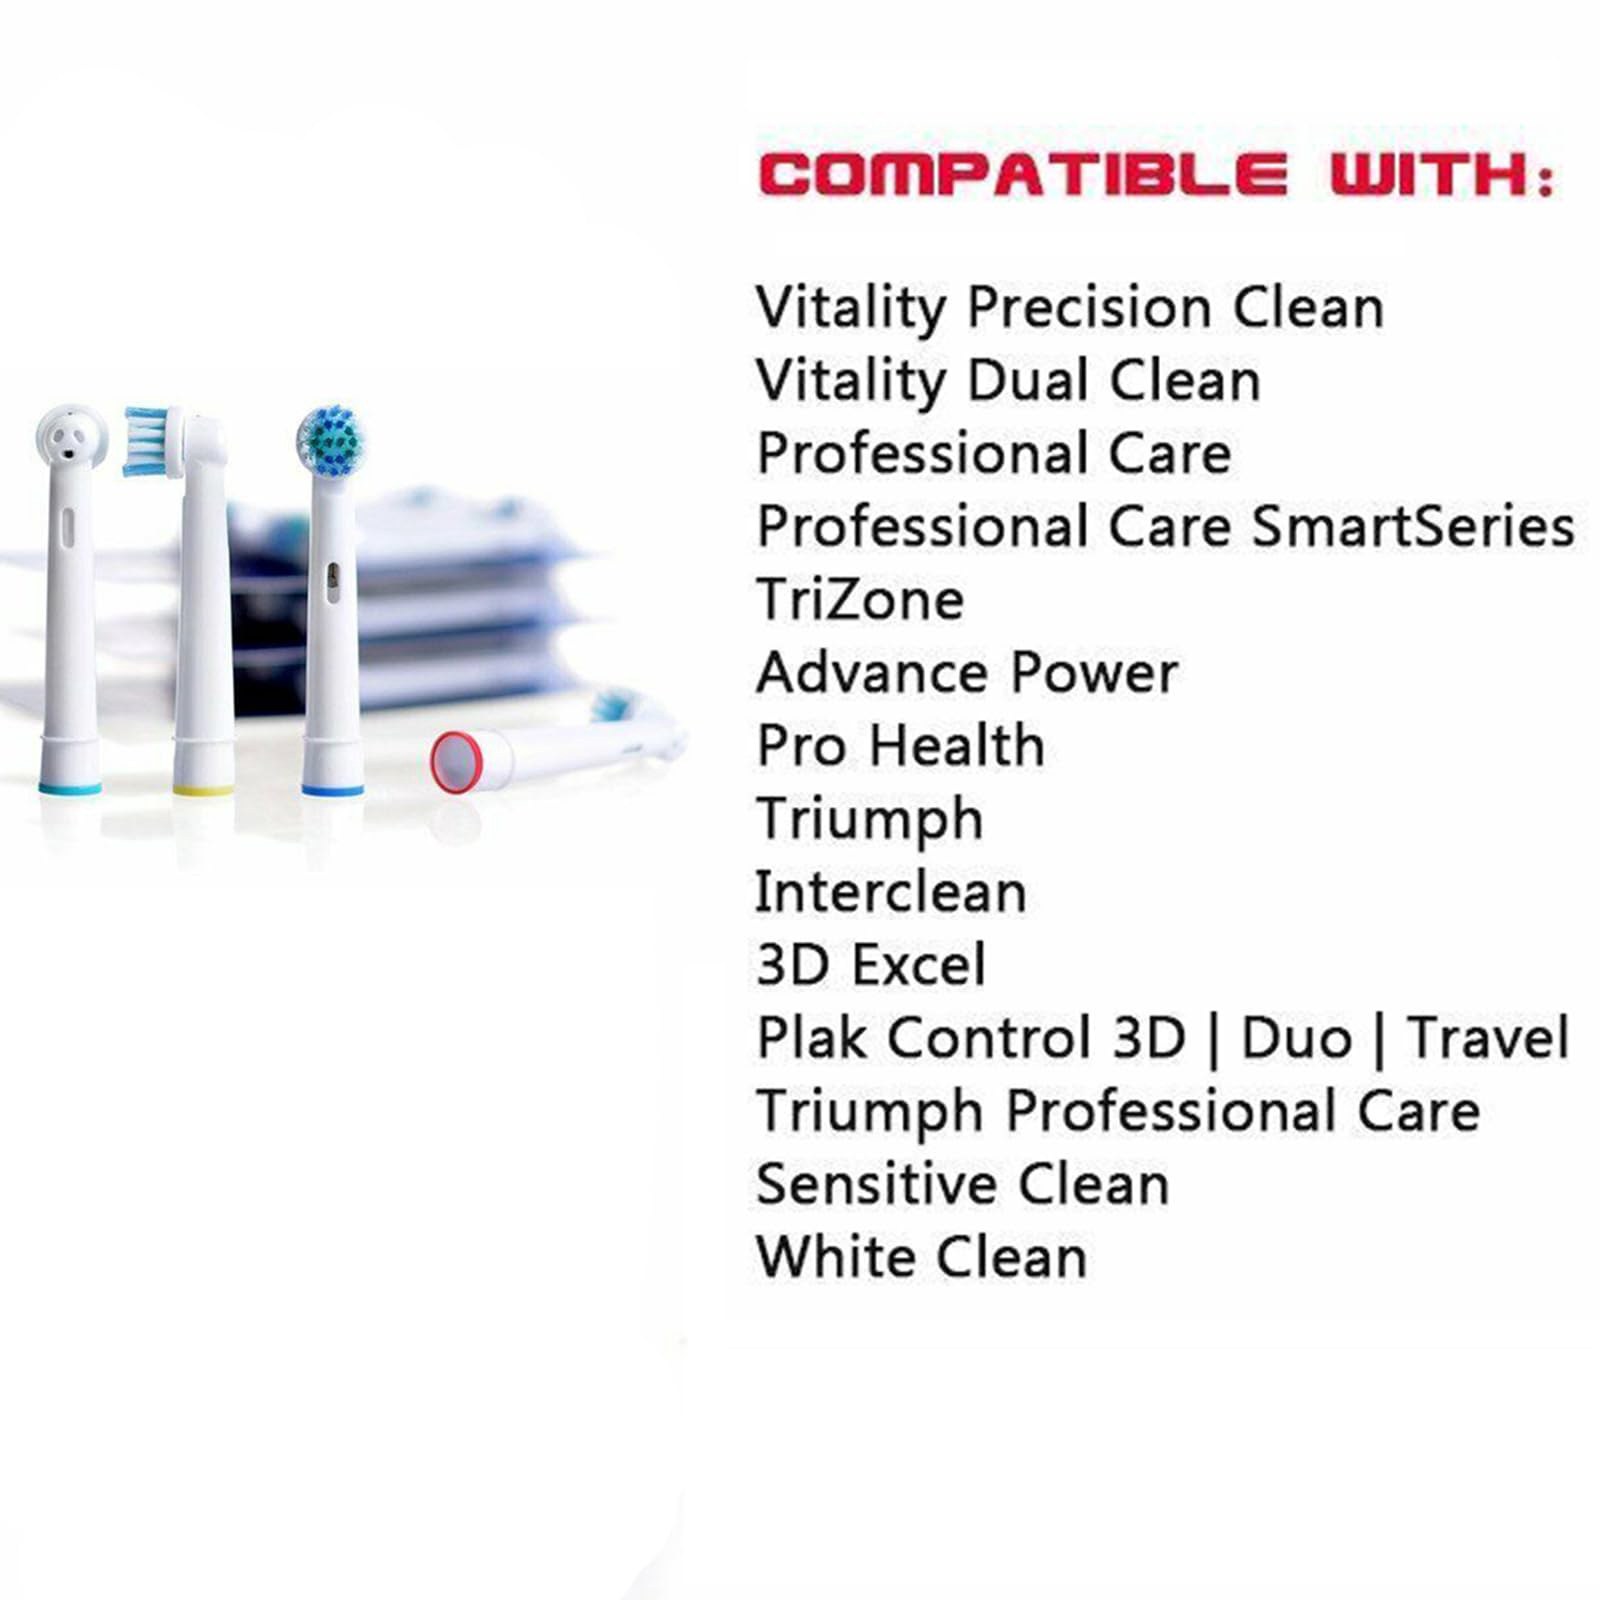 COMPATIBLE WITH:
Vitality Precision Clean
Vitality Dual Clean
Professional Care
Professional Care SmartSeries
TriZone
Advance Power
Pro Health
Triumph
Interclean
3D Excel
Plak Control 3D | Duo | Travel
Triumph Professional Care
Sensitive Clean
White Clean